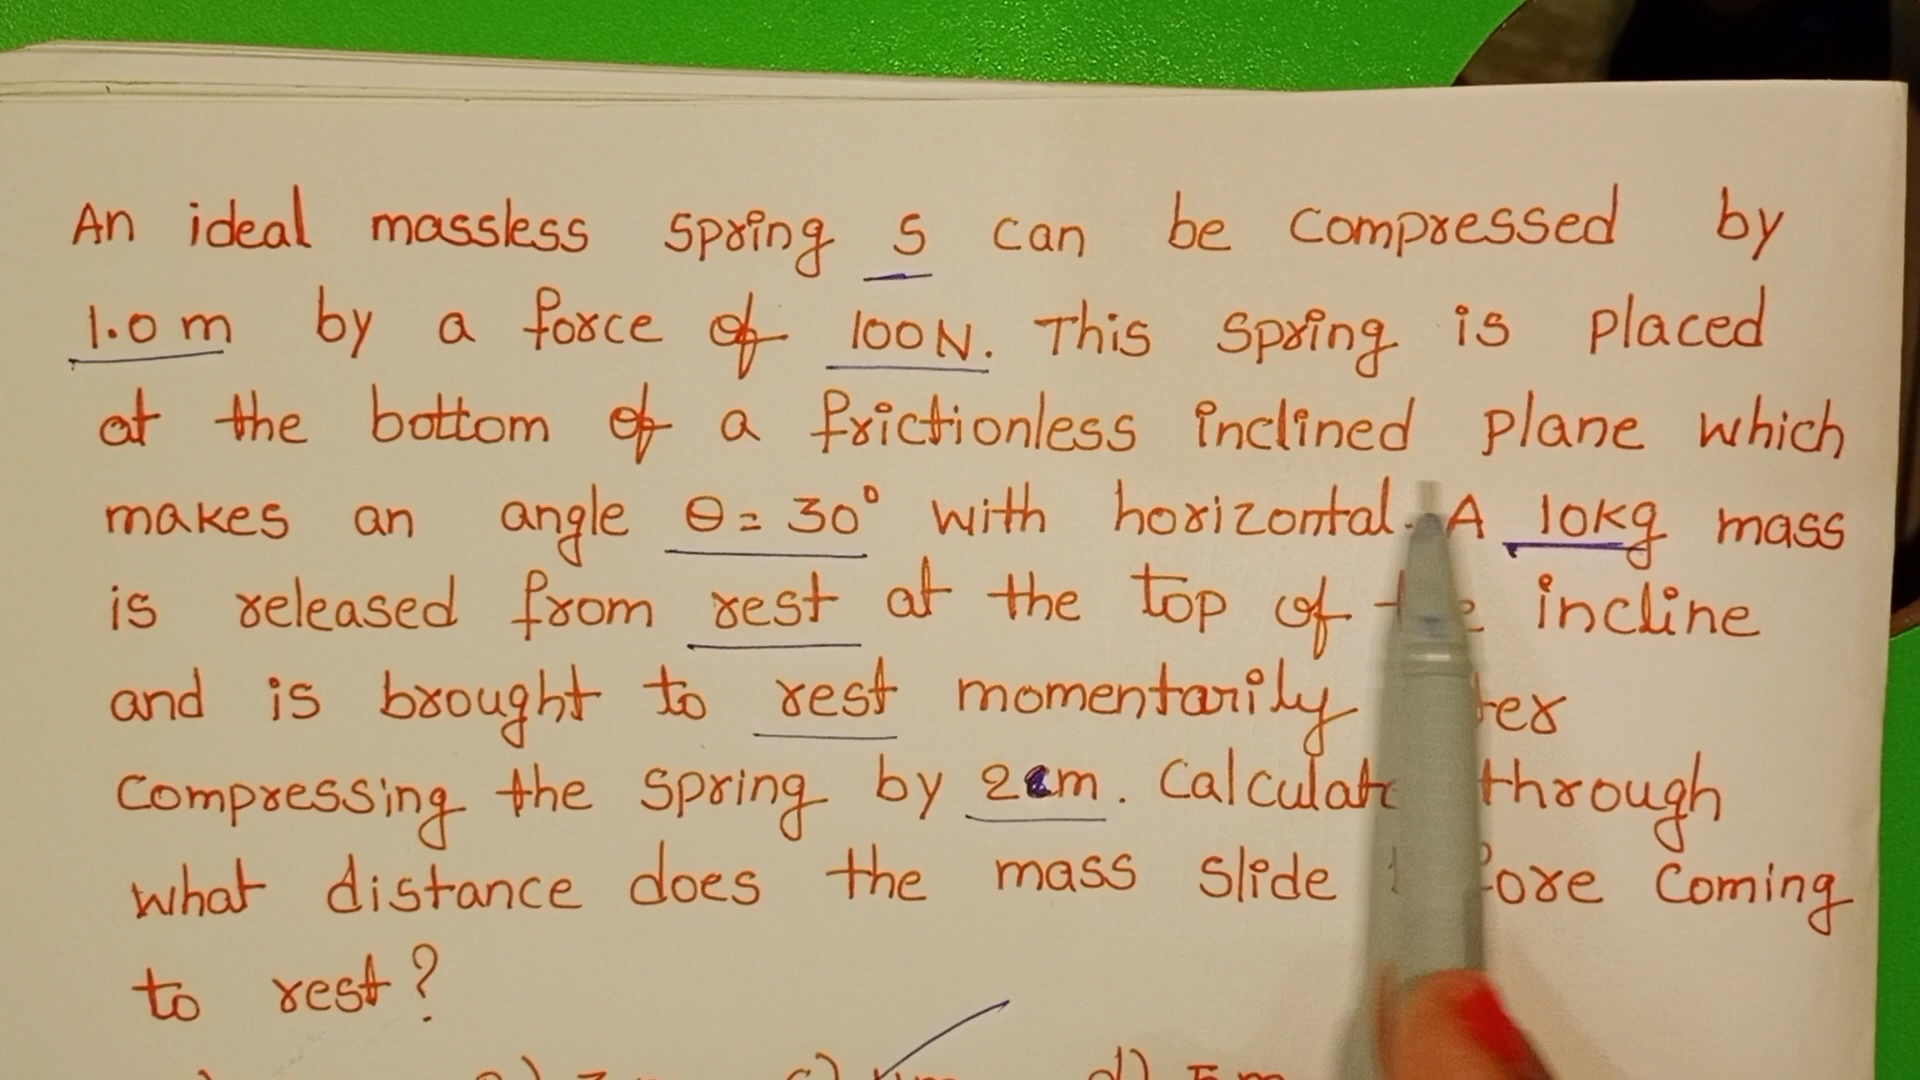 An ideal massless spring S can be compressed by
1.0 m by a force of 100 N. This spring is placed
at the bottom of a frictionless inclined plane which
makes an angle θ = 30° with horizontal. A 10kg mass
is released from rest at the top of incline
and is brought to rest momentarily
compressing the spring by 2m. Calculate through
what distance does the mass slide coming
to rest?
d) 5m